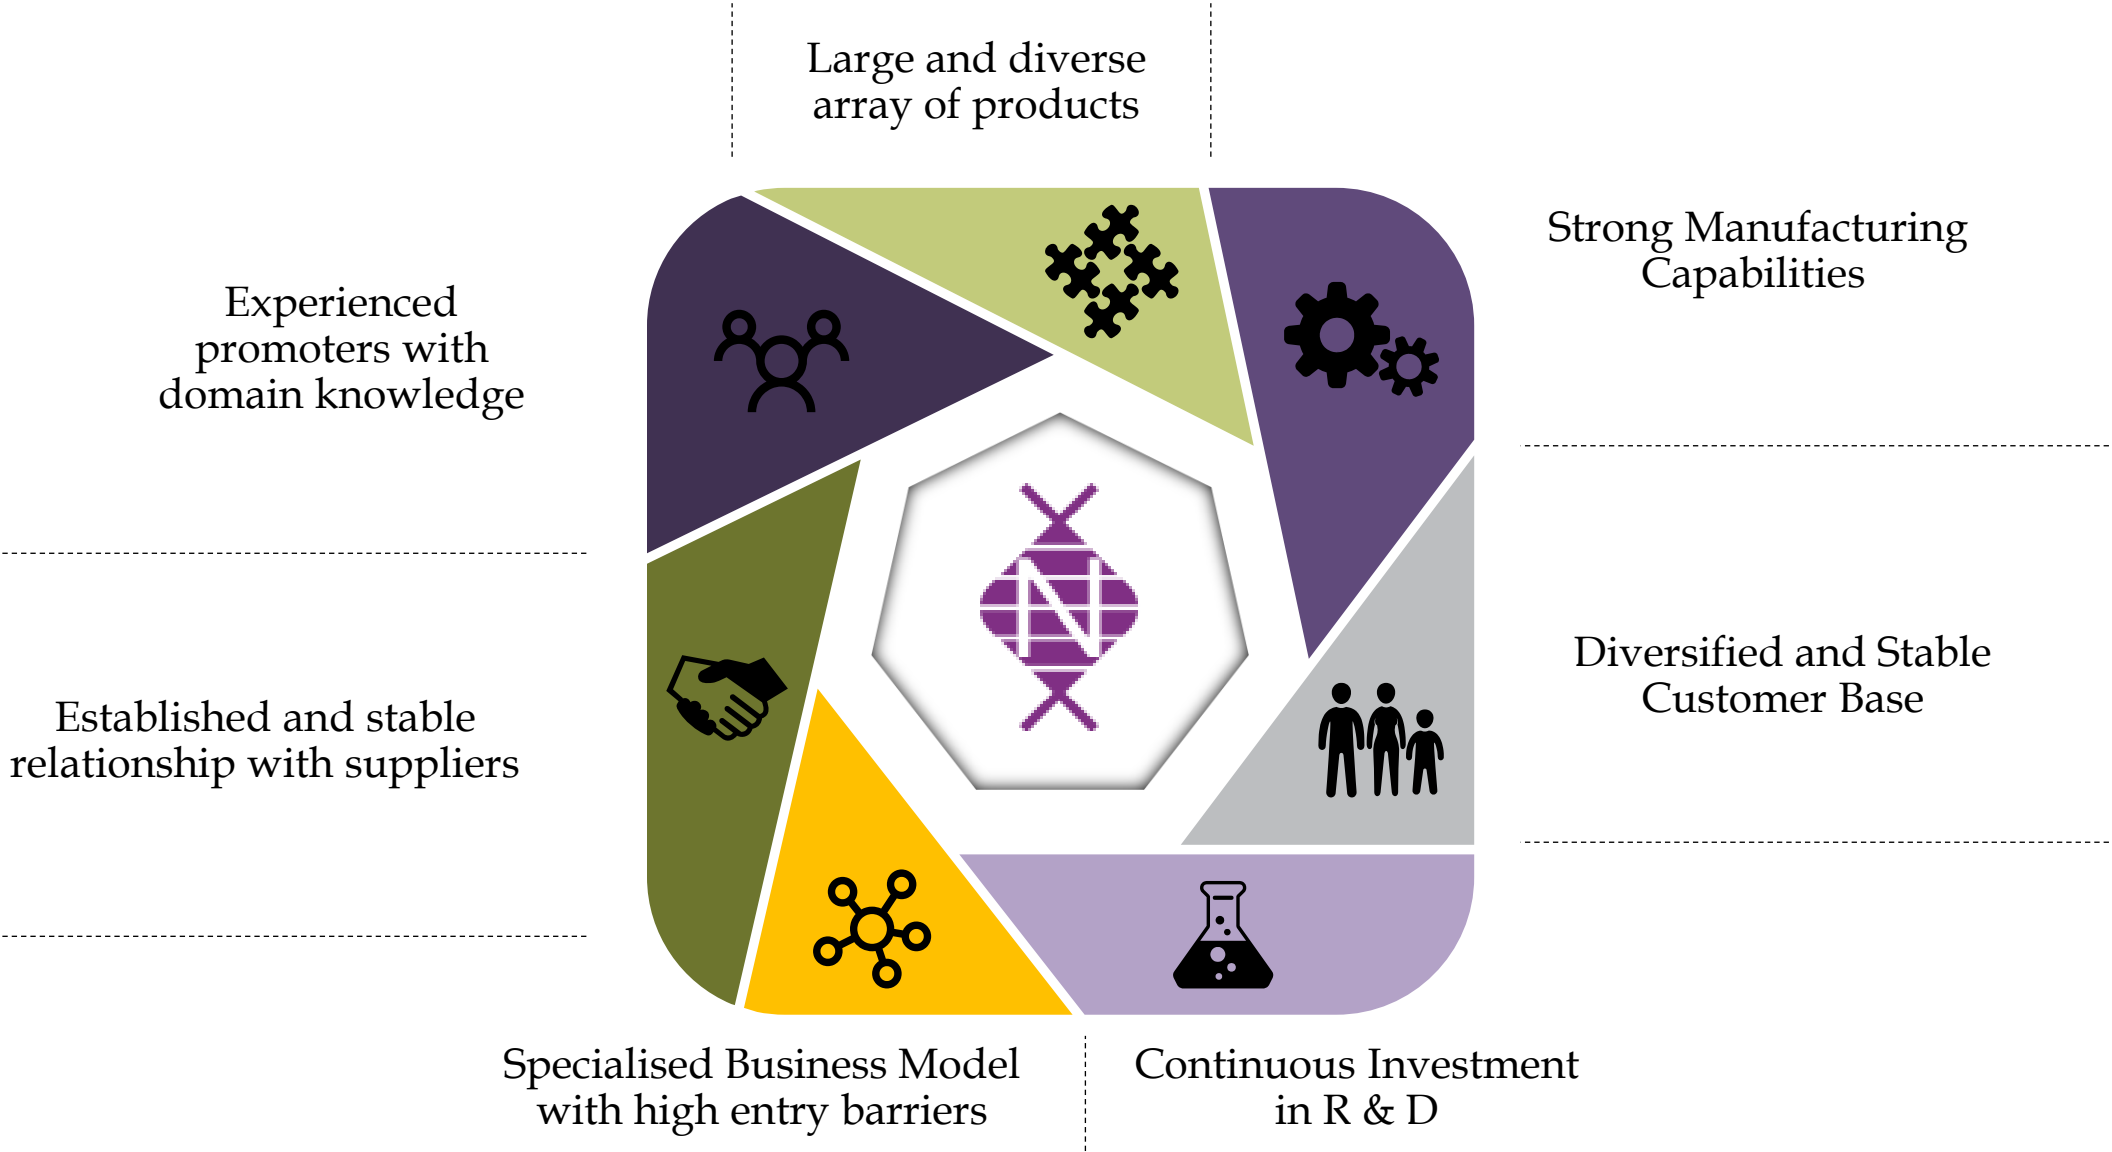 Large and diverse
array of products
Strong Manufacturing
Capabilities
Experienced
promoters with
domain knowledge
N
Diversified and Stable
Customer Base
Established and stable
relationship with suppliers
Specialised Business Model
with high entry barriers
Continuous Investment
in R & D